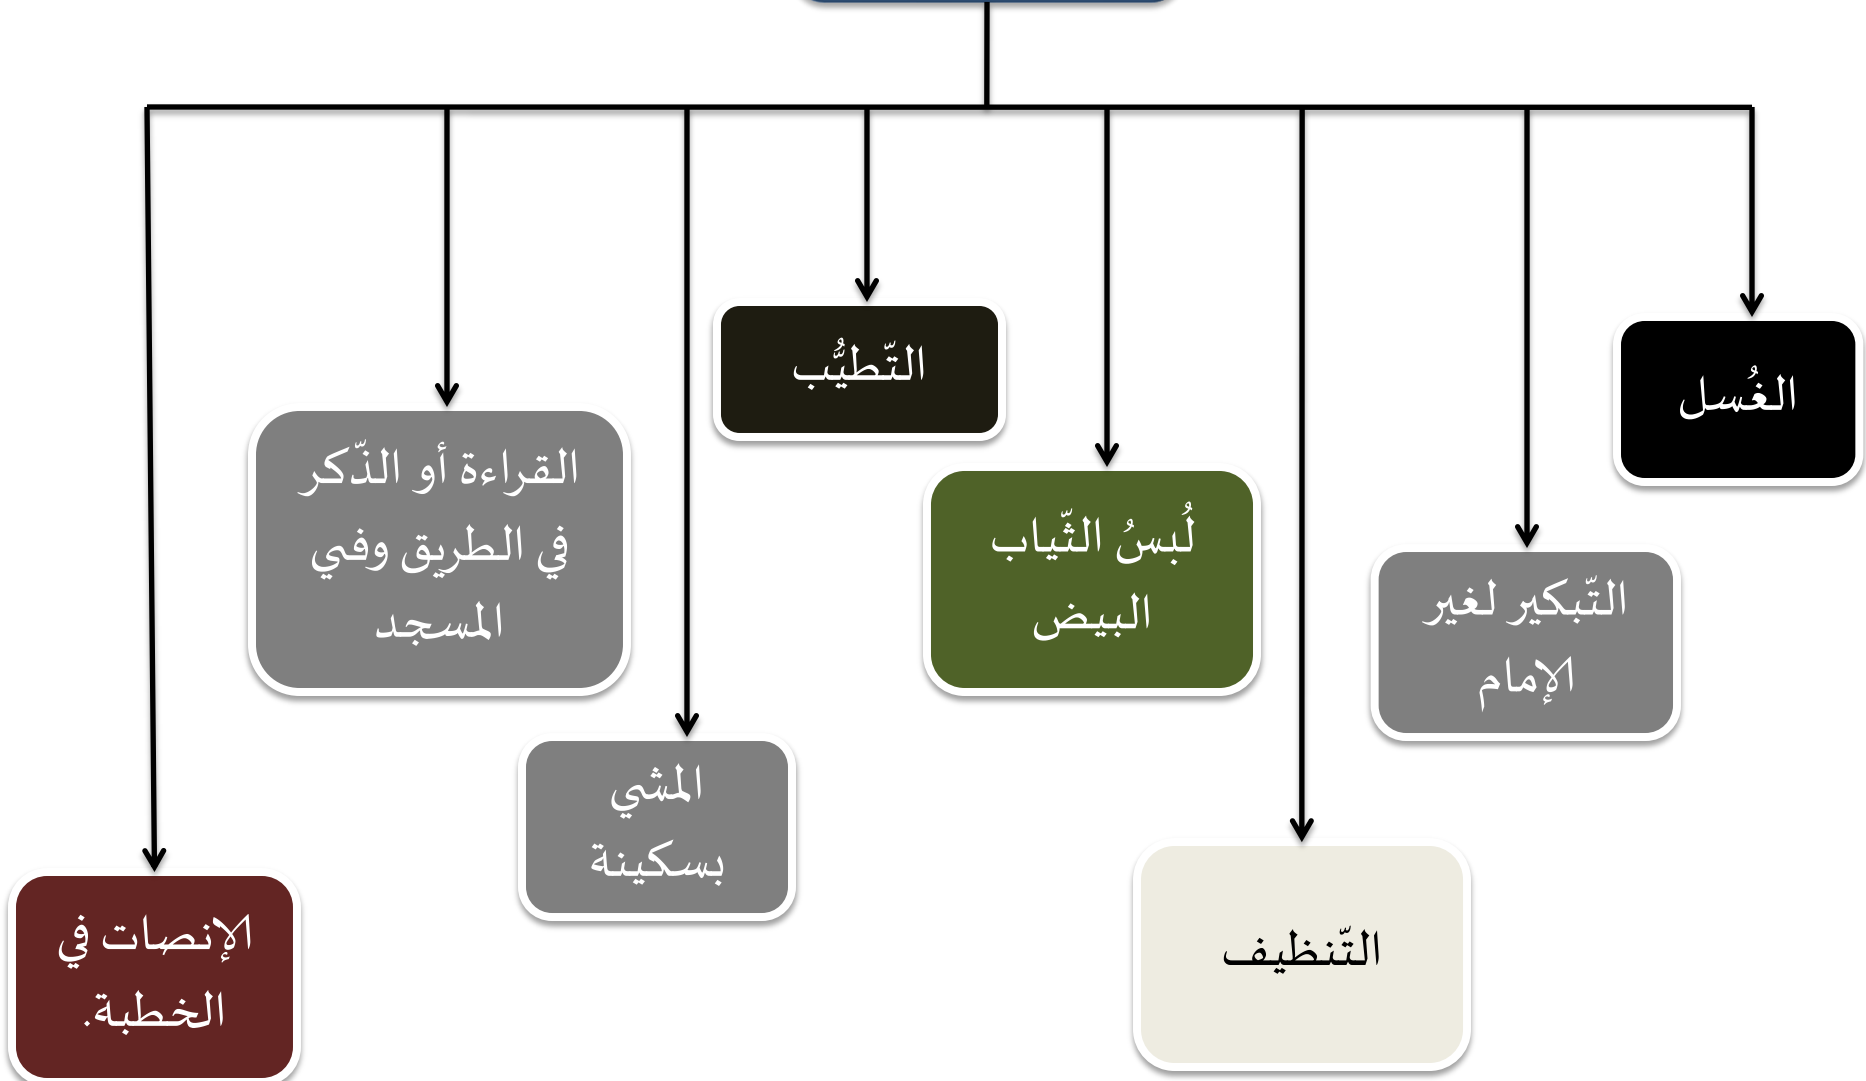 الغُسل
التّبكير لغير
الإمام
التّنظيف
لُبسُ الثّياب
البيض
التّطيُّب
المشي
بسكينة
القراءة أو الذّكر
في الطريق وفي
المسجد
الإنصات في
الخطبة.